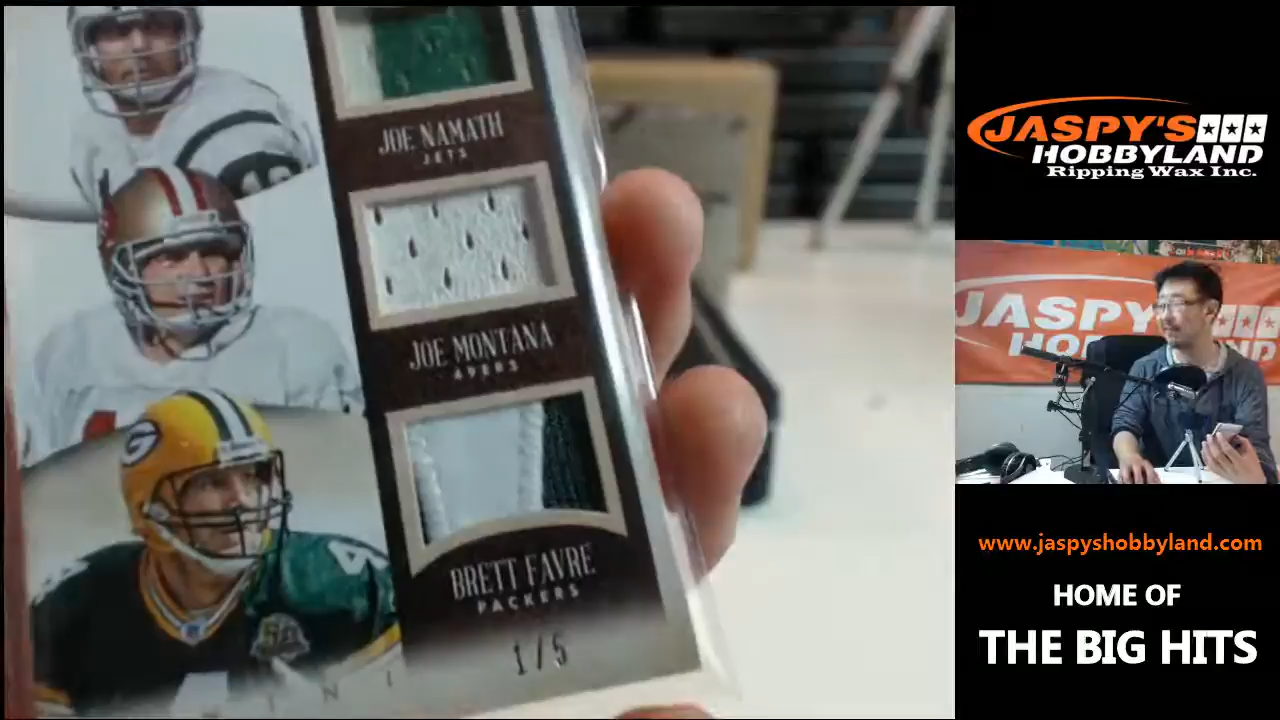 JOE NAMATH
JETS
JOE MONTANA
49ERS
BRETT FAVRE
PACKERS
1/5
JASPY'S
HOBBYLAND
Ripping Wax Inc.
JASPY
www.jaspyshobbyland.com
HOME OF
THE BIG HITS